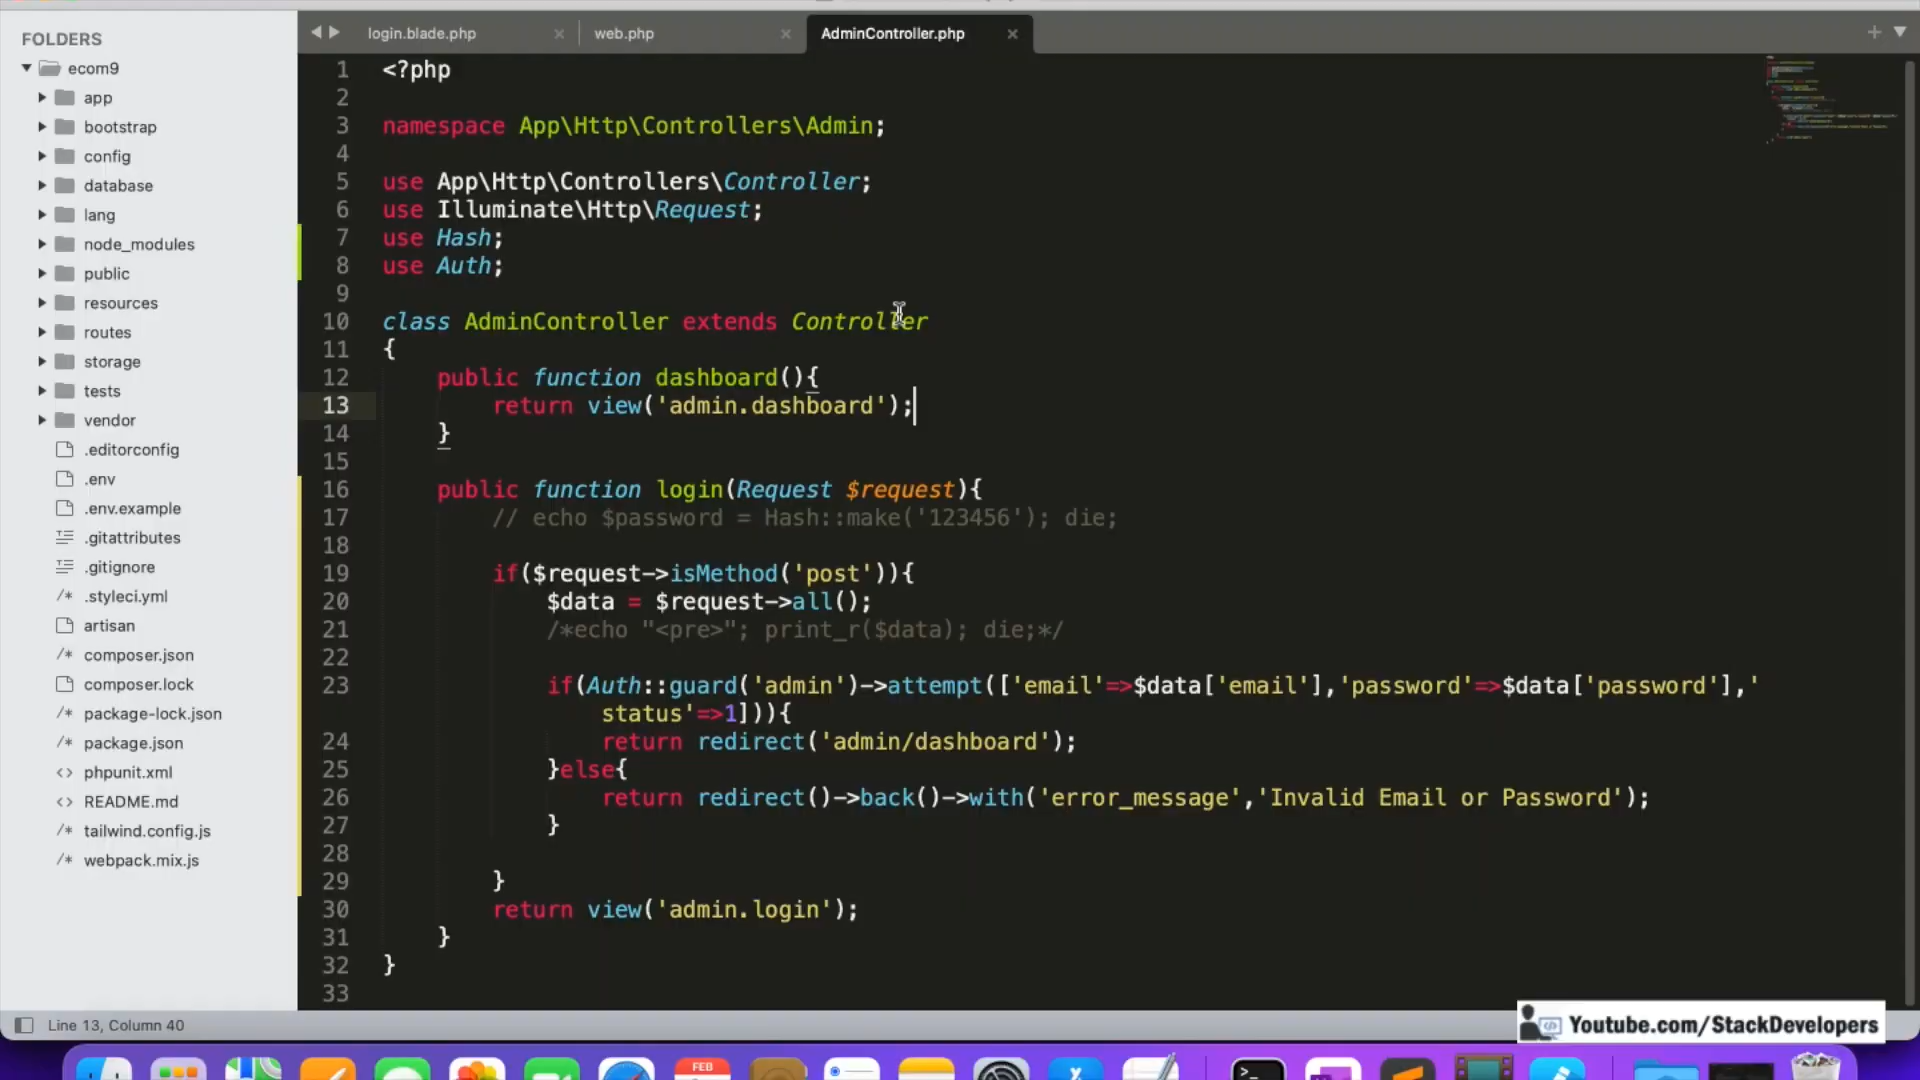 FOLDERS
ecom9
app
bootstrap
config
database
lang
node_modules
public
resources
routes
storage
tests
vendor
.editorconfig
.env
.env.example
.gitattributes
.gitignore
.styleci.yml
artisan
composer.json
composer.lock
package-lock.json
package.json
phpunit.xml
README.md
tailwind.config.js
webpack.mix.js
login.blade.php
web.php
AdminController.php
1 <?php
2
3 namespace App\Http\Controllers\Admin;
4
5 use App\Http\Controllers\Controller;
6 use Illuminate\Http\Request;
7 use Hash;
8 use Auth;
9
10 class AdminController extends Controller
11 {
12     public function dashboard(){
13         return view('admin.dashboard');
14     }
15
16     public function login(Request $request){
17         // echo $password = Hash::make('123456'); die;
18
19         if($request->isMethod('post')){
20             $data = $request->all();
21             /*echo "<pre>"; print_r($data); die;*/
22
23             if(Auth::guard('admin')->attempt(['email'=>$data['email'],'password'=>$data['password'],'
status'=>1])){
24                 return redirect('admin/dashboard');
25             }else{
26                 return redirect()->back()->with('error_message','Invalid Email or Password');
27             }
28
29         }
30         return view('admin.login');
31     }
32 }
33
Line 13, Column 40
Youtube.com/StackDevelopers
FEB